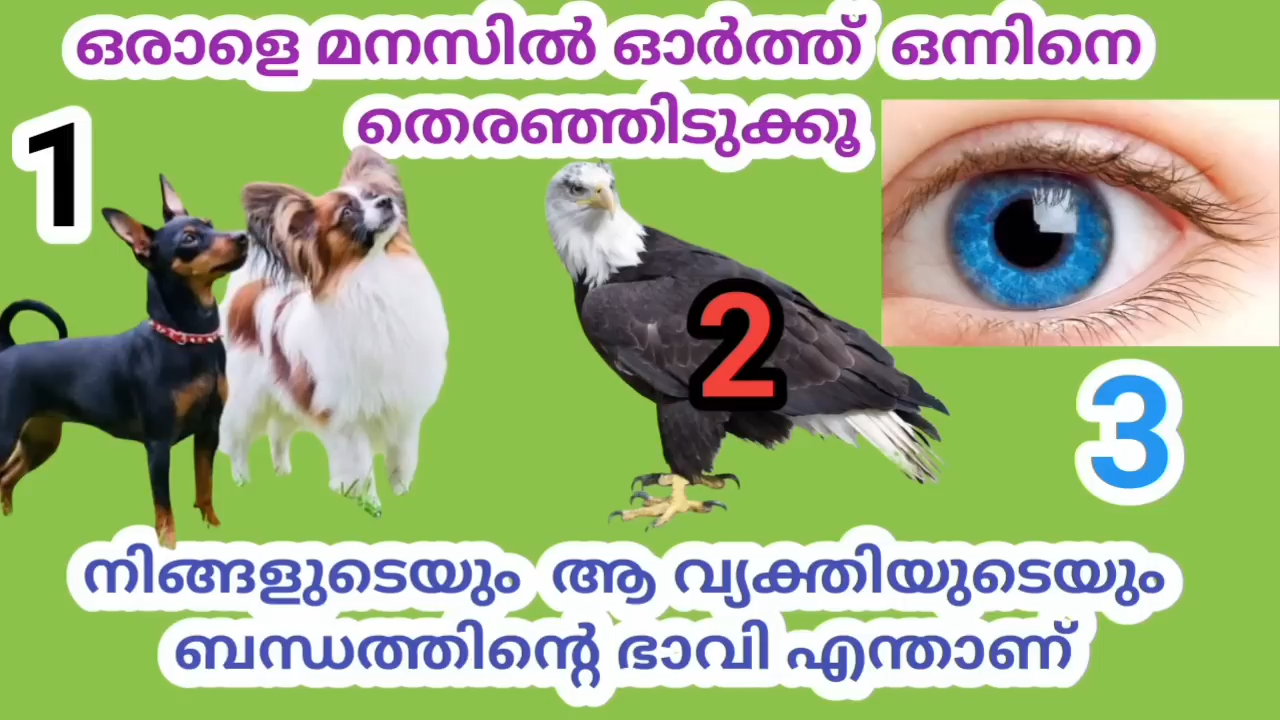 ഒരാളെ മനസിൽ ഓർത്ത് ഒന്നിനെ
തെരഞ്ഞിടുക്കൂ
1
2
3
നിങ്ങളുടെയും ആ വ്യക്തിയുടെയും
ബന്ധത്തിന്റെ ഭാവി എന്താണ്